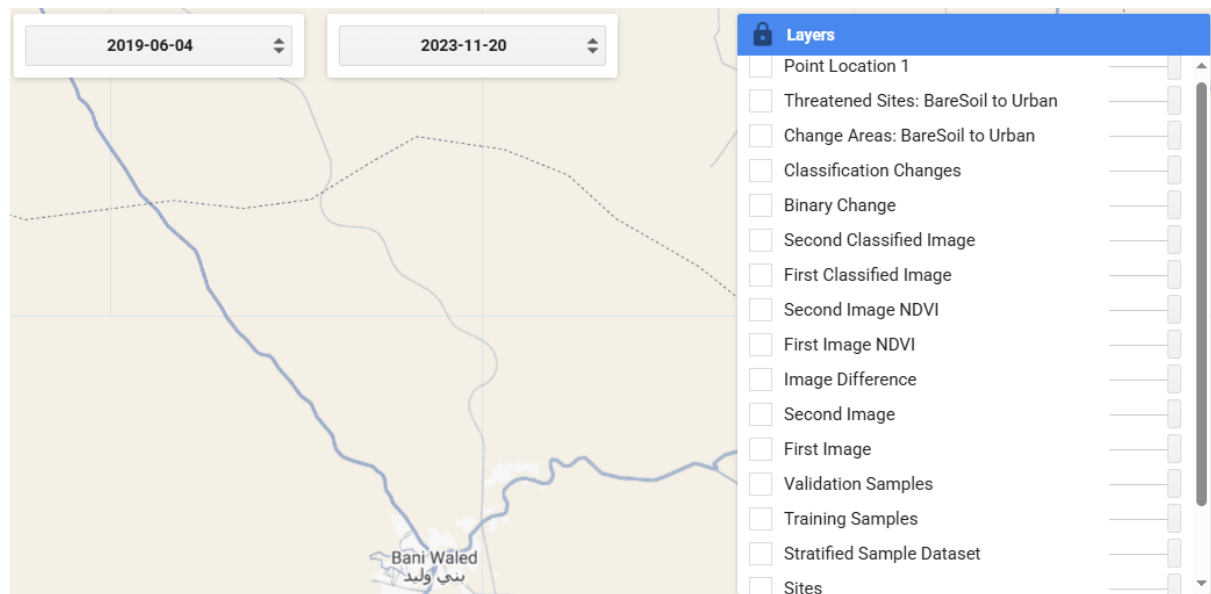 2019-06-04
2023-11-20
Layers
Point Location 1
Threatened Sites: BareSoil to Urban
Change Areas: BareSoil to Urban
Classification Changes
Binary Change
Second Classified Image
First Classified Image
Second Image NDVI
First Image NDVI
Image Difference
Second Image
First Image
Validation Samples
Training Samples
Stratified Sample Dataset
Sites
Bani Waled
بني وليد